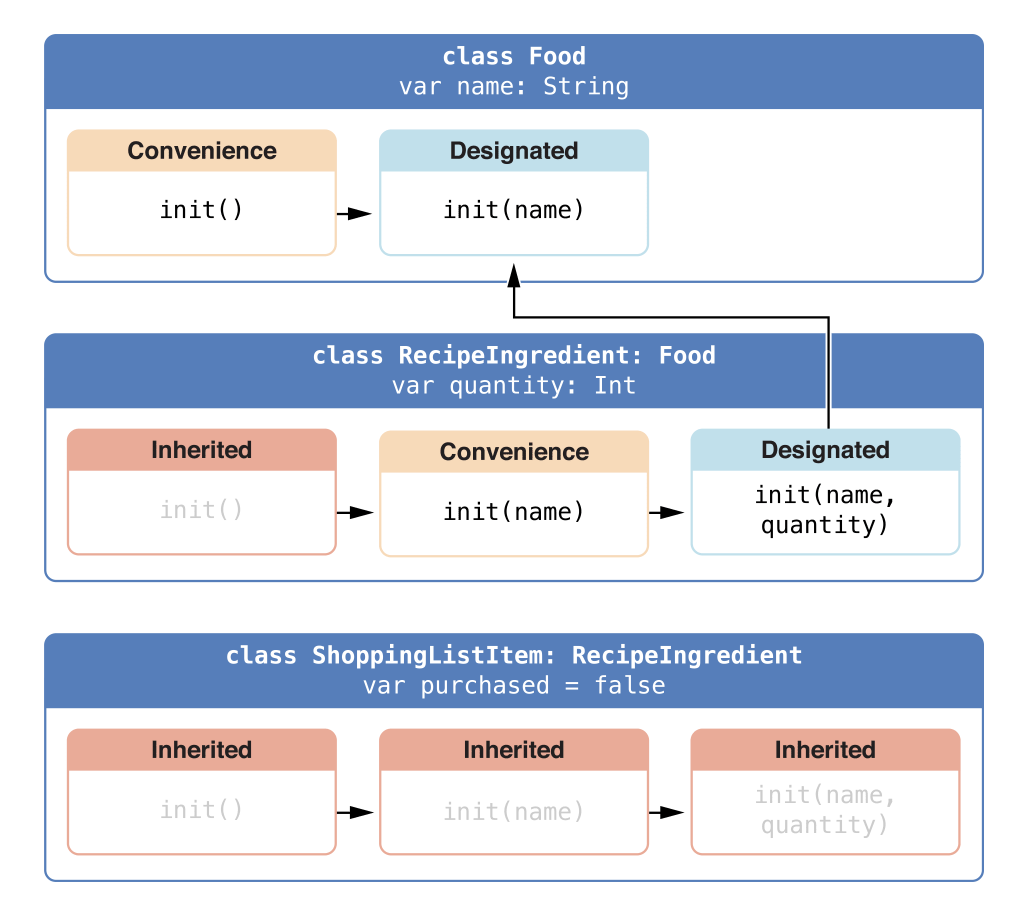 class Food
var name: String
Convenience
Designated
init()
init(name)
class RecipeIngredient: Food
var quantity: Int
Inherited
Convenience
Designated
init()
init(name)
init(name,
quantity)
class ShoppingListItem: RecipeIngredient
var purchased = false
Inherited
Inherited
Inherited
init()
init(name)
init(name,
quantity)